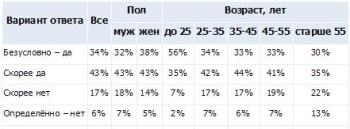 Вариант ответа Все Пол Возраст, лет
муж жен до 25 25-35 35-45 45-55 старше 55
Безусловно – да 34% 32% 38% 56% 34% 33% 33% 30%
Скорее да 43% 43% 43% 35% 42% 44% 41% 35%
Скорее нет 17% 18% 14% 7% 17% 17% 19% 22%
Определённо – нет 6% 7% 5% 2% 7% 6% 7% 13%